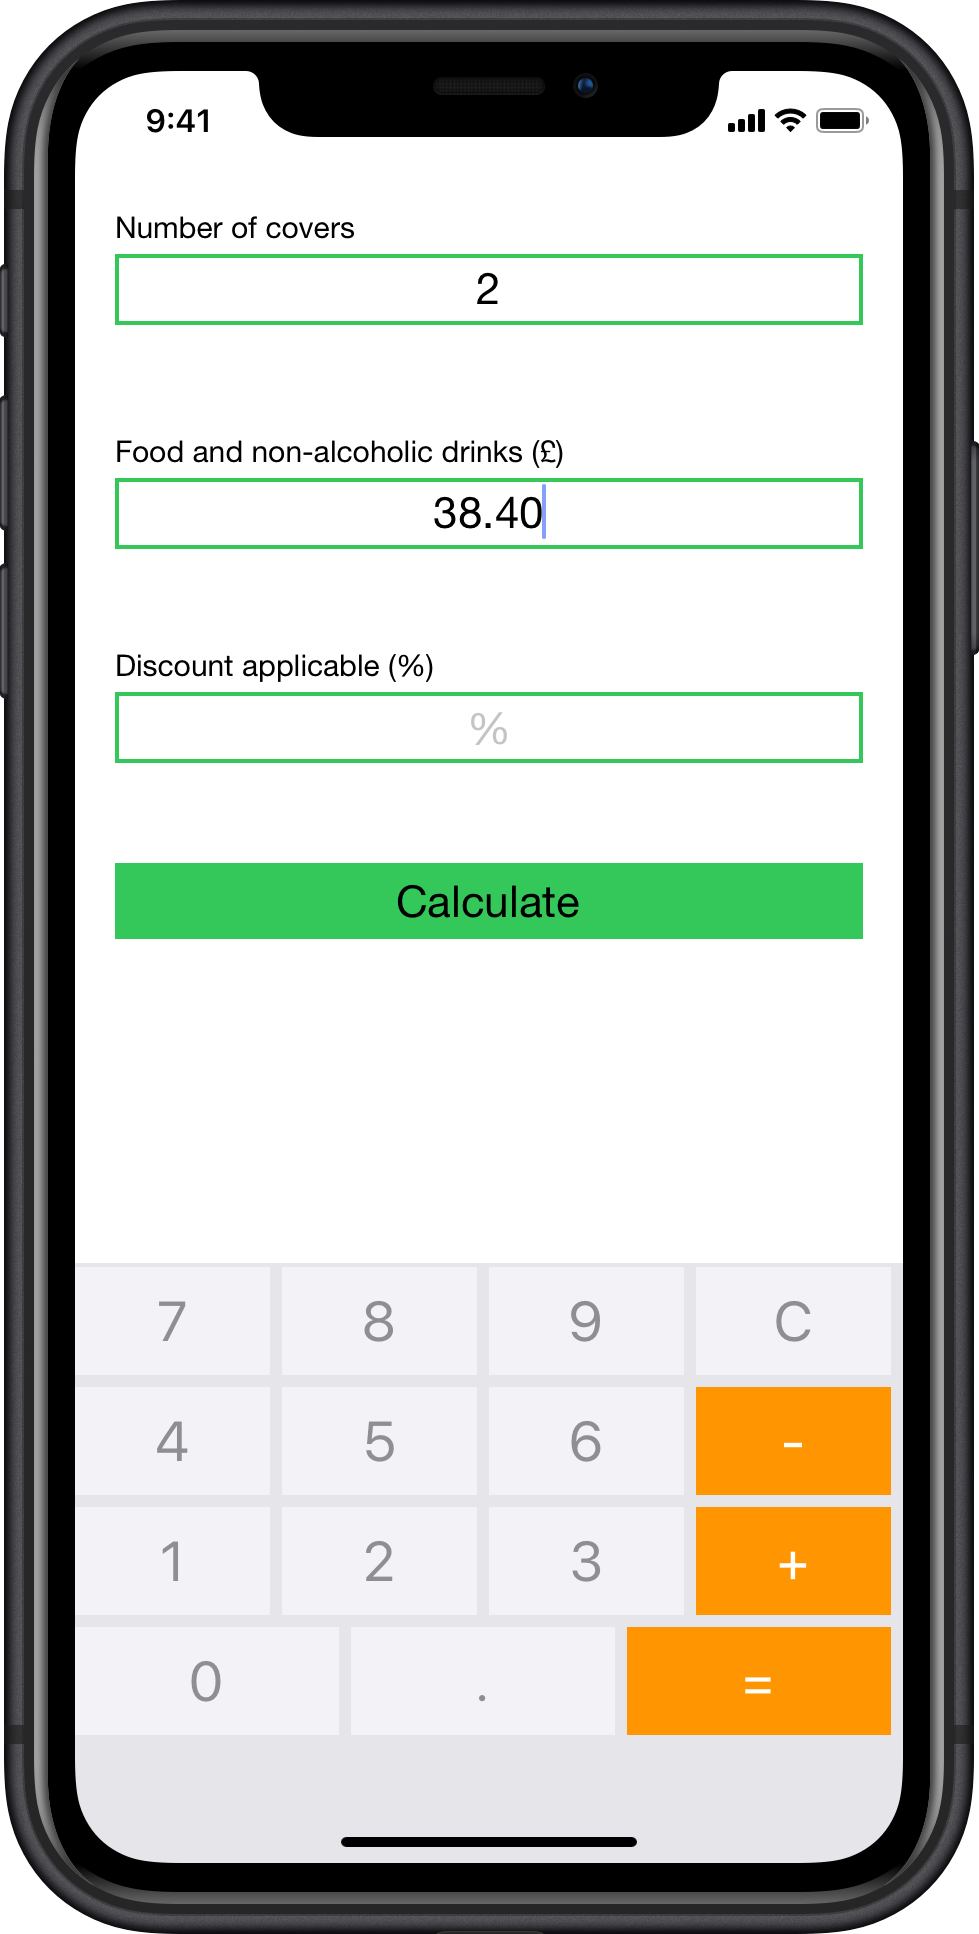 9:41
Number of covers
2
Food and non-alcoholic drinks (£)
38.40
Discount applicable (%)
%
Calculate
7 8 9 C
4 5 6 -
1 2 3 +
0 . =